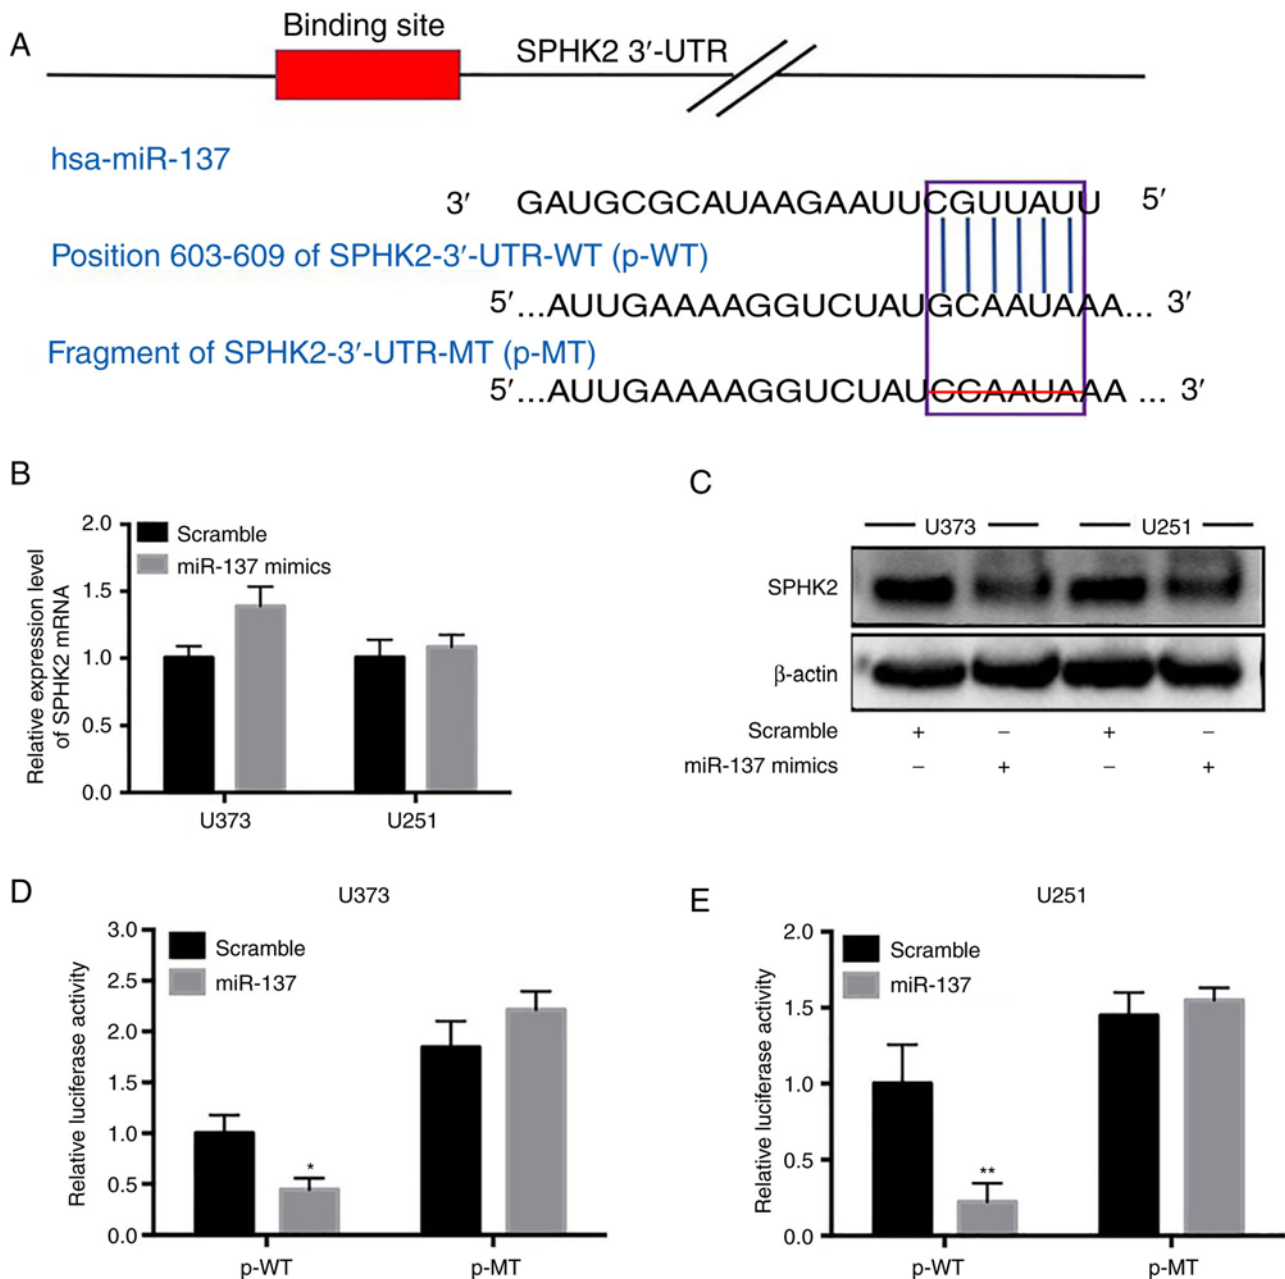 A
Binding site
SPHK2 3′-UTR
hsa-miR-137
3′ GAUGCGCAUAAGAAUUCGUUAUU 5′
Position 603-609 of SPHK2-3′-UTR-WT (p-WT)
5′...AUUGAAAAGGUCUAUGCAAUAAA... 3′
Fragment of SPHK2-3′-UTR-MT (p-MT)
5′...AUUGAAAAGGUCUAUCCAAUAAA ... 3′
B
Relative expression level
of SPHK2 mRNA
2.0
1.5
1.0
0.5
0.0
Scramble
miR-137 mimics
U373 U251
C
U373 U251
SPHK2
β-actin
Scramble + − + −
miR-137 mimics − + − +
D
U373
Relative luciferase activity
3.0
2.5
2.0
1.5
1.0
0.5
0.0
Scramble
miR-137
*
p-WT p-MT
E
U251
Relative luciferase activity
2.0
1.5
1.0
0.5
0.0
Scramble
miR-137
**
p-WT p-MT